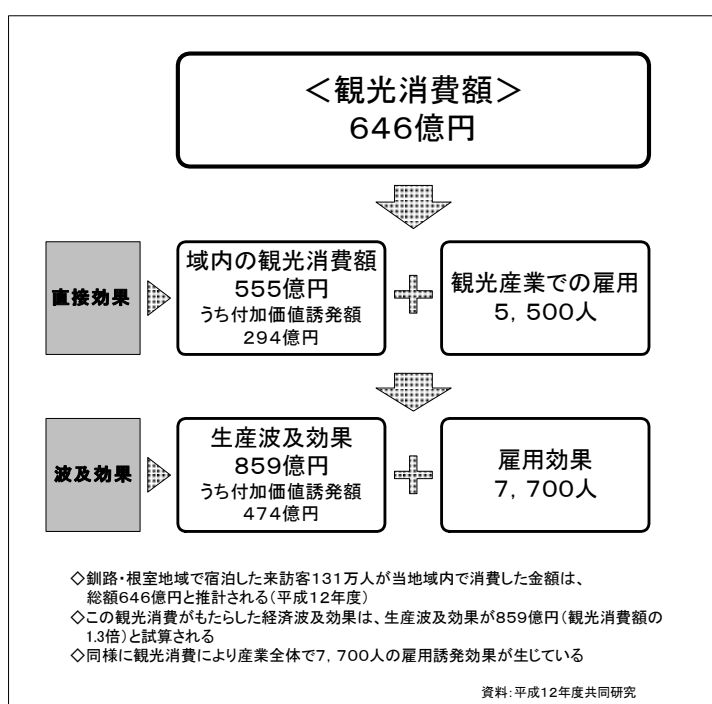 ＜観光消費額＞
６４６億円
直接効果
域内の観光消費額
５５５億円
うち付加価値誘発額
２９４億円
＋
観光産業での雇用
５，５００人
波及効果
生産波及効果
８５９億円
うち付加価値誘発額
４７４億円
＋
雇用効果
７，７００人
◇釧路・根室地域で宿泊した来訪客１３１万人が当地域内で消費した金額は、
総額６４６億円と推計される（平成１２年度）
◇この観光消費がもたらした経済波及効果は、生産波及効果が８５９億円（観光消費額の
1.3倍）と試算される
◇同様に観光消費により産業全体で７，７００人の雇用誘発効果が生じている
資料：平成１２年度共同研究